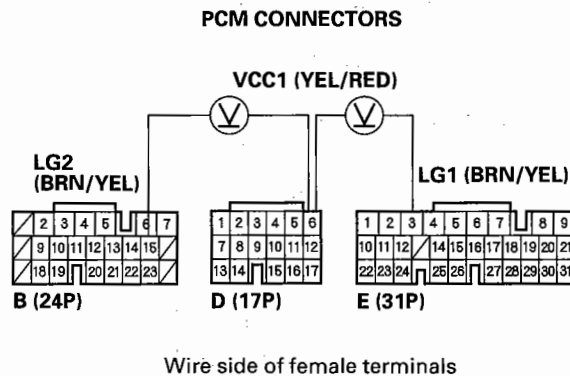 PCM CONNECTORS
VCC1 (YEL/RED)
V V
LG2
(BRN/YEL)
LG1 (BRN/YEL)
2 3 4 5 6 7
9 10 11 12 13 14 15
18 19 20 21 22 23
B (24P)
1 2 3 4 5 6
7 8 9 10 11 12
13 14 15 16 17
D (17P)
1 2 3 4 5 6 7 8 9
10 11 12 14 15 16 17 18 19 20 21
22 23 24 25 26 27 28 29 30 31
E (31P)
Wire side of female terminals